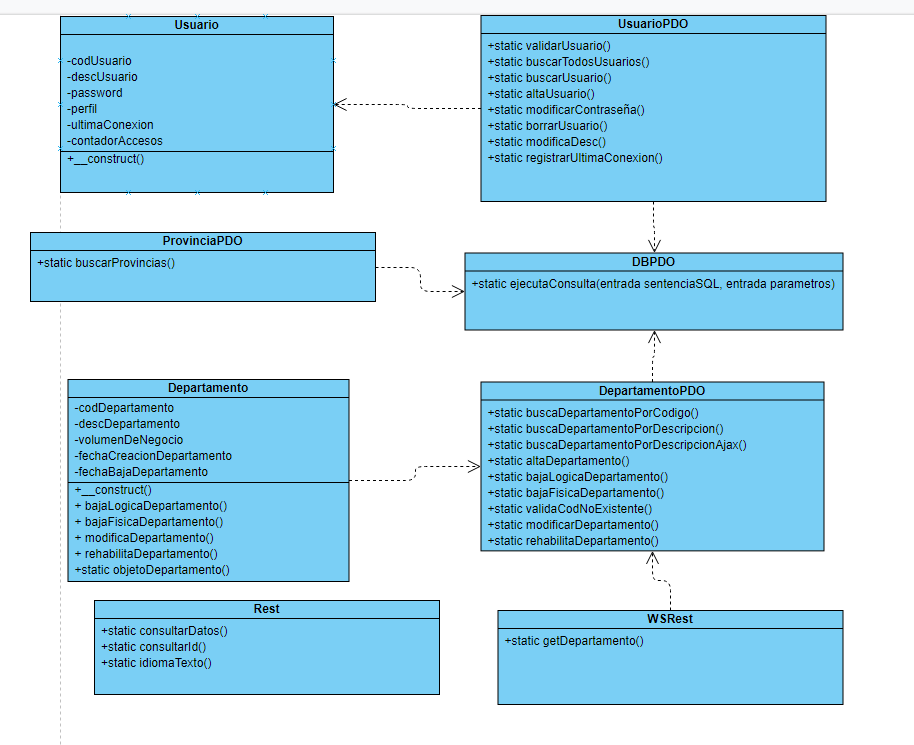 Usuario
-codUsuario
-descUsuario
-password
-perfil
-ultimaConexion
-contadorAccesos
+__construct()
UsuarioPDO
+static validarUsuario()
+static buscarTodosUsuarios()
+static buscarUsuario()
+static altaUsuario()
+static modificarContraseña()
+static borrarUsuario()
+static modificaDesc()
+static registrarUltimaConexion()
ProvinciaPDO
+static buscarProvincias()
DBPDO
+static ejecutaConsulta(entrada sentenciaSQL, entrada parametros)
Departamento
-codDepartamento
-descDepartamento
-volumenDeNegocio
-fechaCreacionDepartamento
-fechaBajaDepartamento
+__construct()
+ bajaLogicaDepartamento()
+ bajaFisicaDepartamento()
+ modificaDepartamento()
+ rehabilitaDepartamento()
+static objetoDepartamento()
DepartamentoPDO
+static buscaDepartamentoPorCodigo()
+static buscaDepartamentoPorDescripcion()
+static buscaDepartamentoPorDescripcionAjax()
+static altaDepartamento()
+static bajaLogicaDepartamento()
+static bajaFisicaDepartamento()
+static validaCodNoExistente()
+static modificarDepartamento()
+static rehabilitaDepartamento()
Rest
+static consultarDatos()
+static consultarId()
+static idiomaTexto()
WSRest
+static getDepartamento()